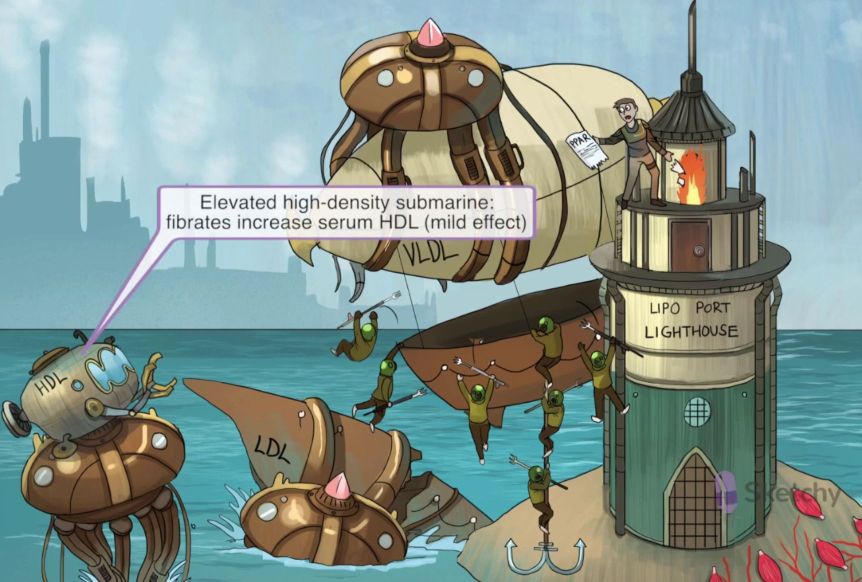 PPAR
Elevated high-density submarine:
fibrates increase serum HDL (mild effect)
VLDL
LIPO PORT
LIGHTHOUSE
HDL
LDL
Sketchy